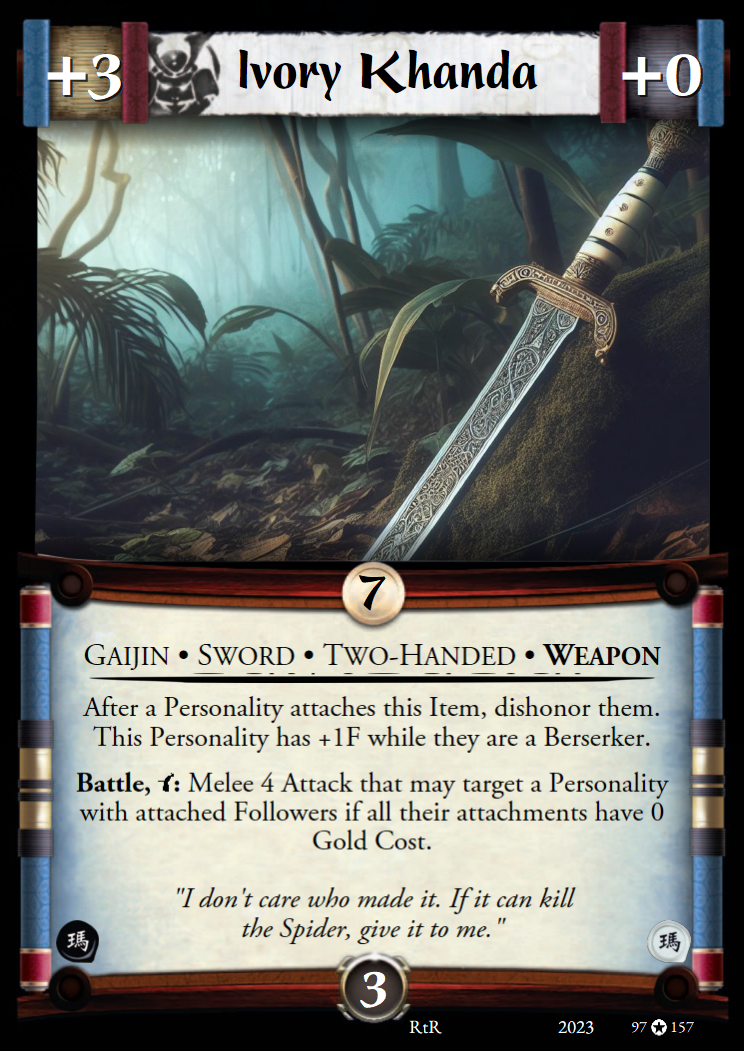 +3 Ivory Khanda +0
7
GAIJIN • SWORD • TWO-HANDED • WEAPON
After a Personality attaches this Item, dishonor them.
This Personality has +1F while they are a Berserker.
Battle, : Melee 4 Attack that may target a Personality
with attached Followers if all their attachments have 0
Gold Cost.
"I don't care who made it. If it can kill
the Spider, give it to me."
瑪 瑪
3
RtR 2023 97 157